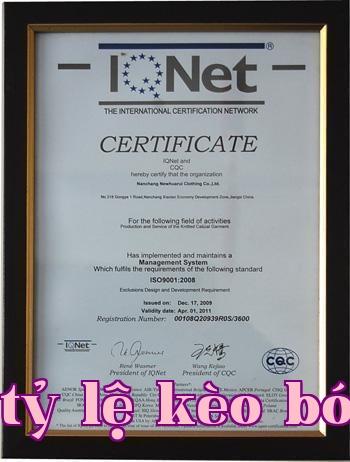 IQNet®
THE INTERNATIONAL CERTIFICATION NETWORK
CERTIFICATE
IQNet and
CQC
hereby certify that the organization
Nanchang Newhuarui Clothing Co.,Ltd.
For the following field of activities
Production and Service of the Knitted Casual Garment
Has implemented and maintains a
Management System
Which fulfils the requirements of the following standard
ISO9001:2008
Exclusions Design and Development Requirement
Issued on: Dec. 17, 2009
Validity date: Apr. 01, 2011
Registration Number: 00108Q20939R0S/3600
IQNet
René Wasmer
President of IQNet
Wang Kejiao
President of CQC
CQC
tỷ lệ kèo bó